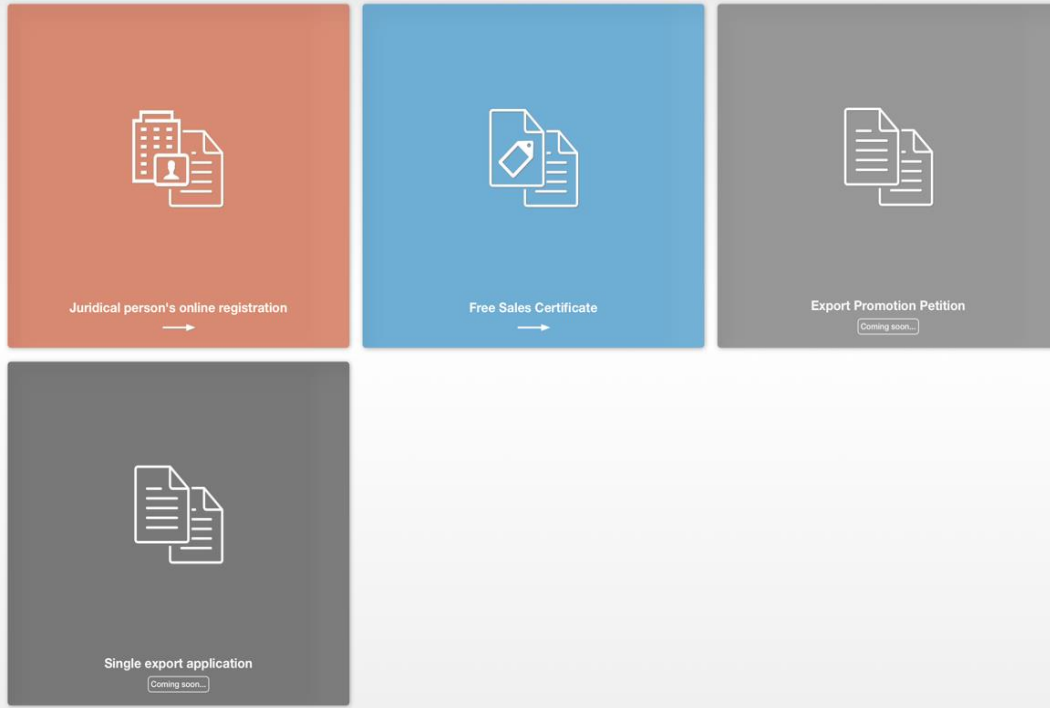 Juridical person's online registration
Free Sales Certificate
Export Promotion Petition
Coming soon...
Single export application
Coming soon...